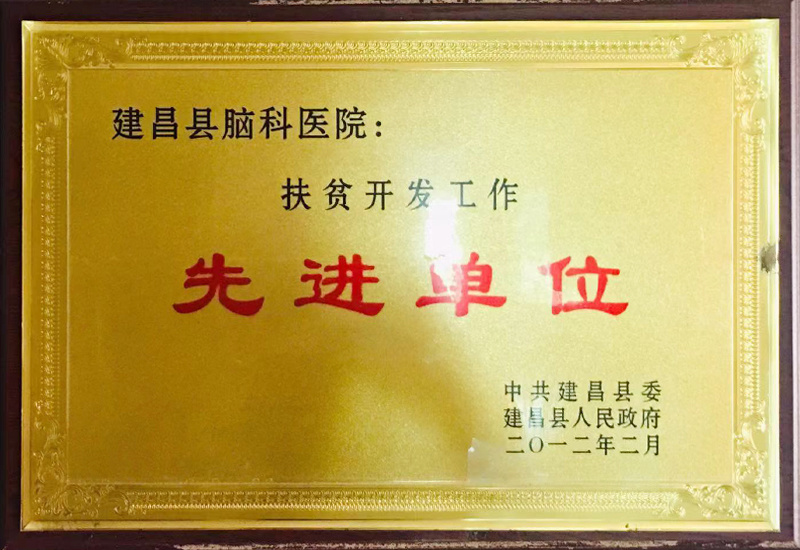 建昌县脑科医院：
扶贫开发工作
先进单位
中共建昌县委
建昌县人民政府
二〇一二年二月